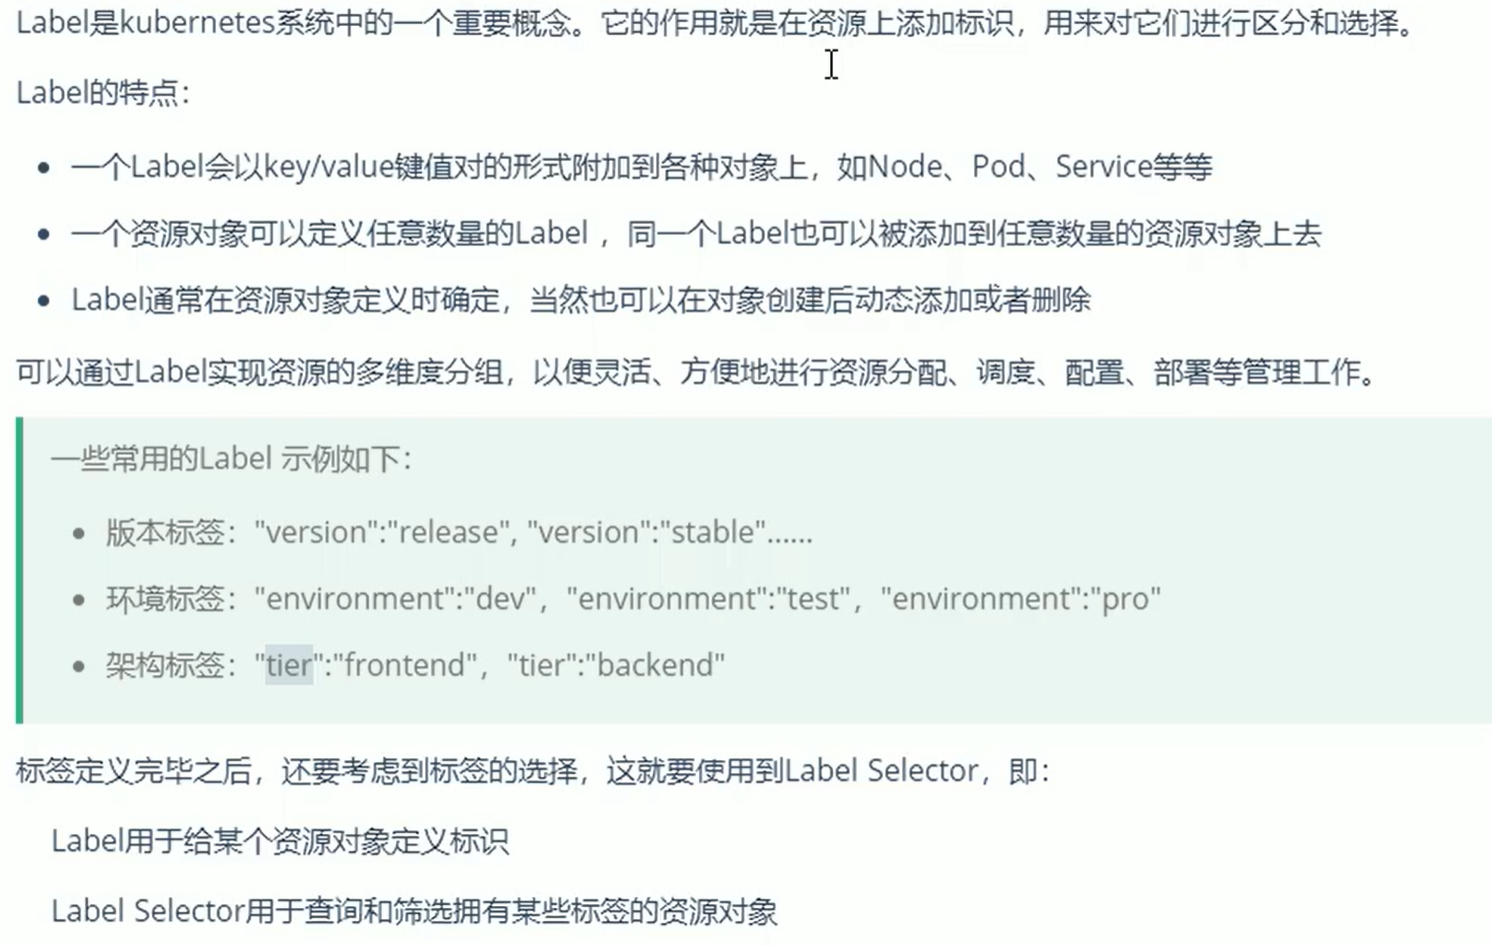 Label是kubernetes系统中的一个重要概念。它的作用就是在资源上添加标识，用来对它们进行区分和选择。
Label的特点：
一个Label会以key/value键值对的形式附加到各种对象上，如Node、Pod、Service等等
一个资源对象可以定义任意数量的Label ，同一个Label也可以被添加到任意数量的资源对象上去
Label通常在资源对象定义时确定，当然也可以在对象创建后动态添加或者删除
可以通过Label实现资源的多维度分组，以便灵活、方便地进行资源分配、调度、配置、部署等管理工作。
一些常用的Label 示例如下：
版本标签："version":"release", "version":"stable"......
环境标签："environment":"dev"，"environment":"test"，"environment":"pro"
架构标签："tier":"frontend"，"tier":"backend"
标签定义完毕之后，还要考虑到标签的选择，这就要使用到Label Selector，即：
Label用于给某个资源对象定义标识
Label Selector用于查询和筛选拥有某些标签的资源对象